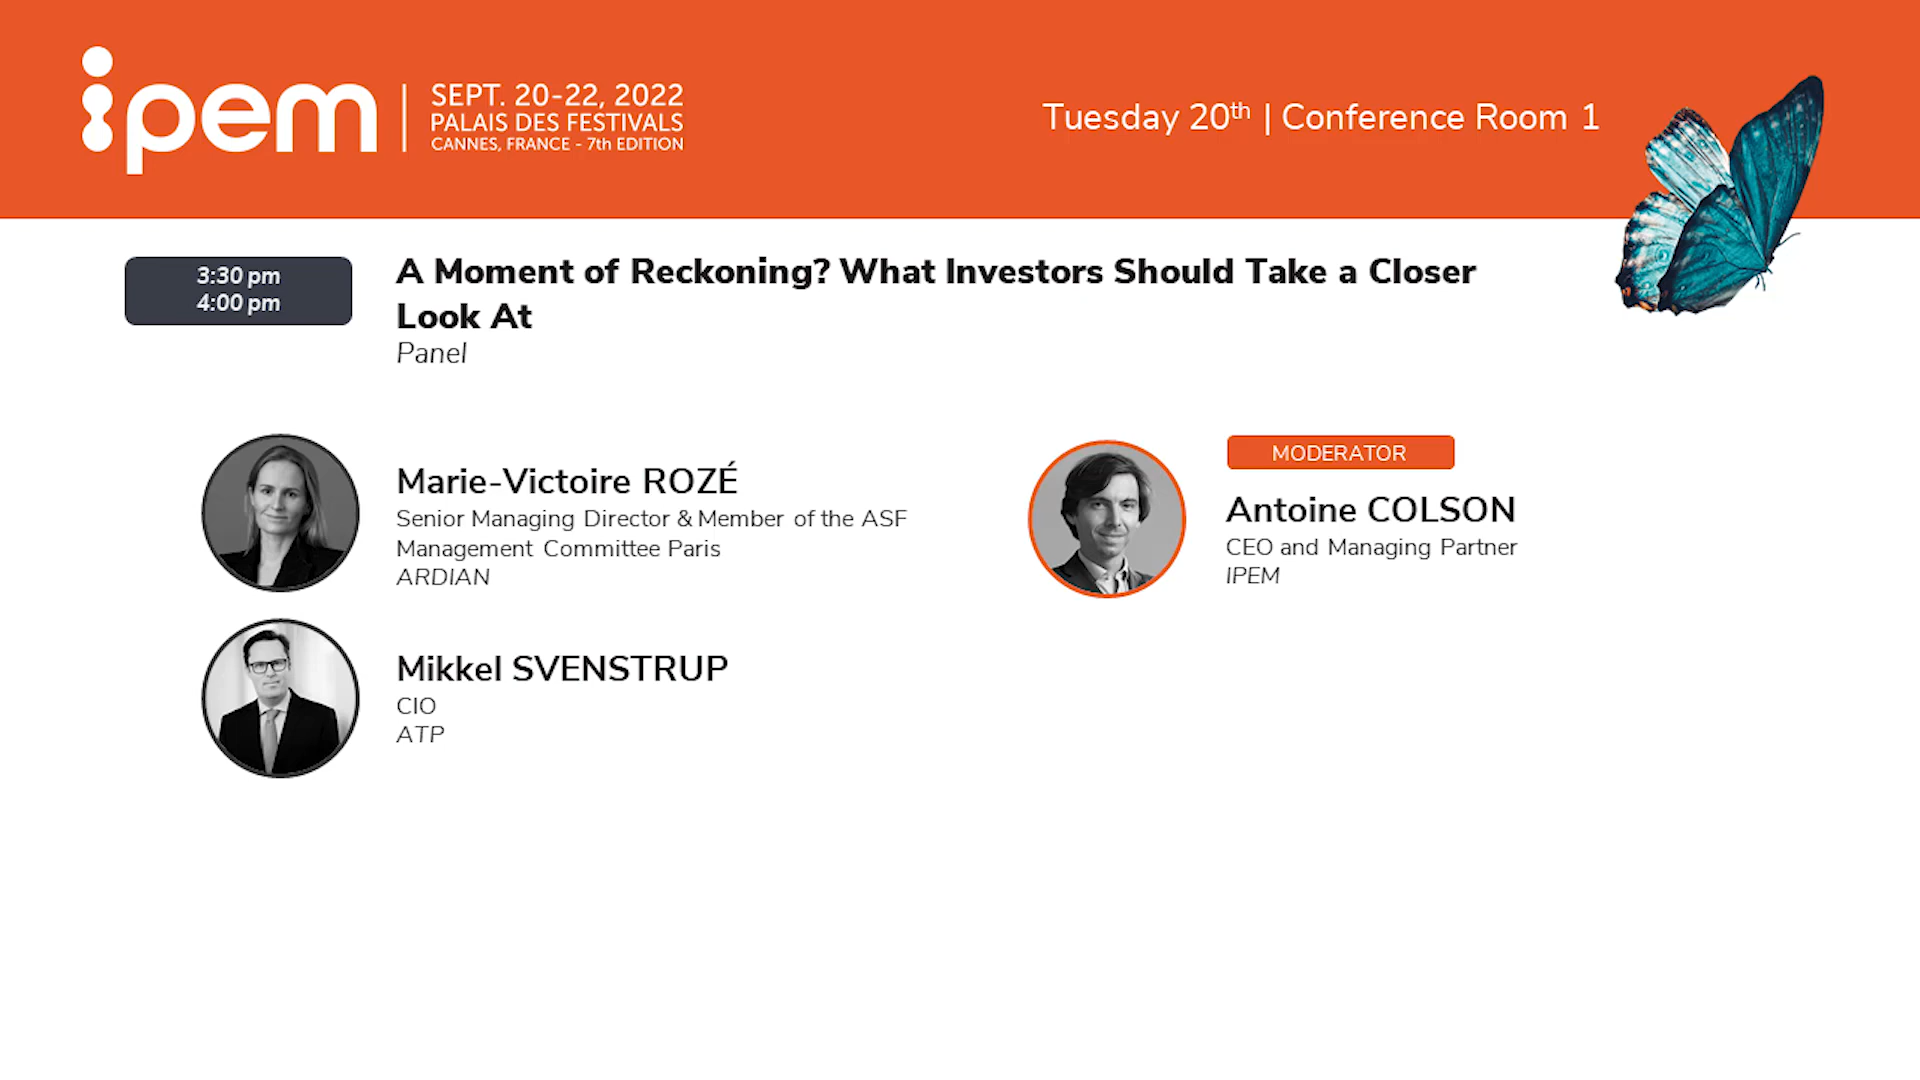 ipem
SEPT. 20-22, 2022
PALAIS DES FESTIVALS
CANNES, FRANCE - 7th EDITION
Tuesday 20th | Conference Room 1
3:30 pm
4:00 pm
A Moment of Reckoning? What Investors Should Take a Closer
Look At
Panel
Marie-Victoire ROZÉ
Senior Managing Director & Member of the ASF
Management Committee Paris
ARDIAN
MODERATOR
Antoine COLSON
CEO and Managing Partner
IPEM
Mikkel SVENSTRUP
CIO
ATP